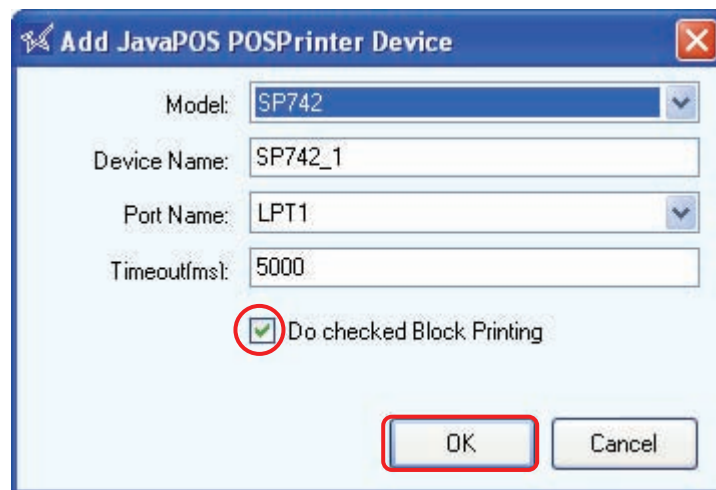 Add JavaPOS POSPrinter Device
Model: SP742
Device Name: SP742_1
Port Name: LPT1
Timeout(ms): 5000
Do checked Block Printing
OK Cancel